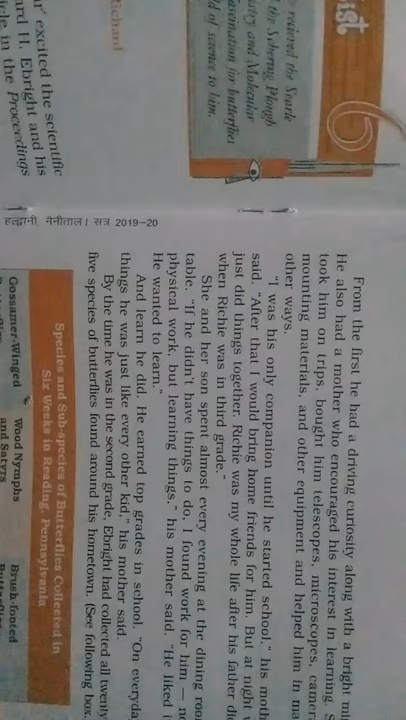 ist
recieved the Searle
the Schering Plough
istry and Molecular
ascination for butterflies
ld of science to him.
Richard
ur' excited the scientific
ard H. Ebright and his
icle in the Proceedings
हल्द्वानी, नैनीताल। सत्र 2019-20
From the first he had a driving curiosity along with a bright mi
He also had a mother who encouraged his interest in learning. S
took him on trips, bought him telescopes, microscopes, camer
mounting materials, and other equipment and helped him in ma
other ways.
"I was his only companion until he started school," his moth
said. "After that I would bring home friends for him. But at night w
just did things together. Richie was my whole life after his father di
when Richie was in third grade."
She and her son spent almost every evening at the dining roor
table. "If he didn't have things to do, I found work for him — no
physical work, but learning things," his mother said. "He liked i
He wanted to learn."
And learn he did. He earned top grades in school. "On everyda
things he was just like every other kid," his mother said.
By the time he was in the second grade, Ebright had collected all twenty
five species of butterflies found around his hometown. (See following box.
Species and Sub-species of Butterflies Collected in
Six Weeks in Reading, Pennsylvania
Gossamer-Winged Wood Nymphs Brush-footed
and Satyrs